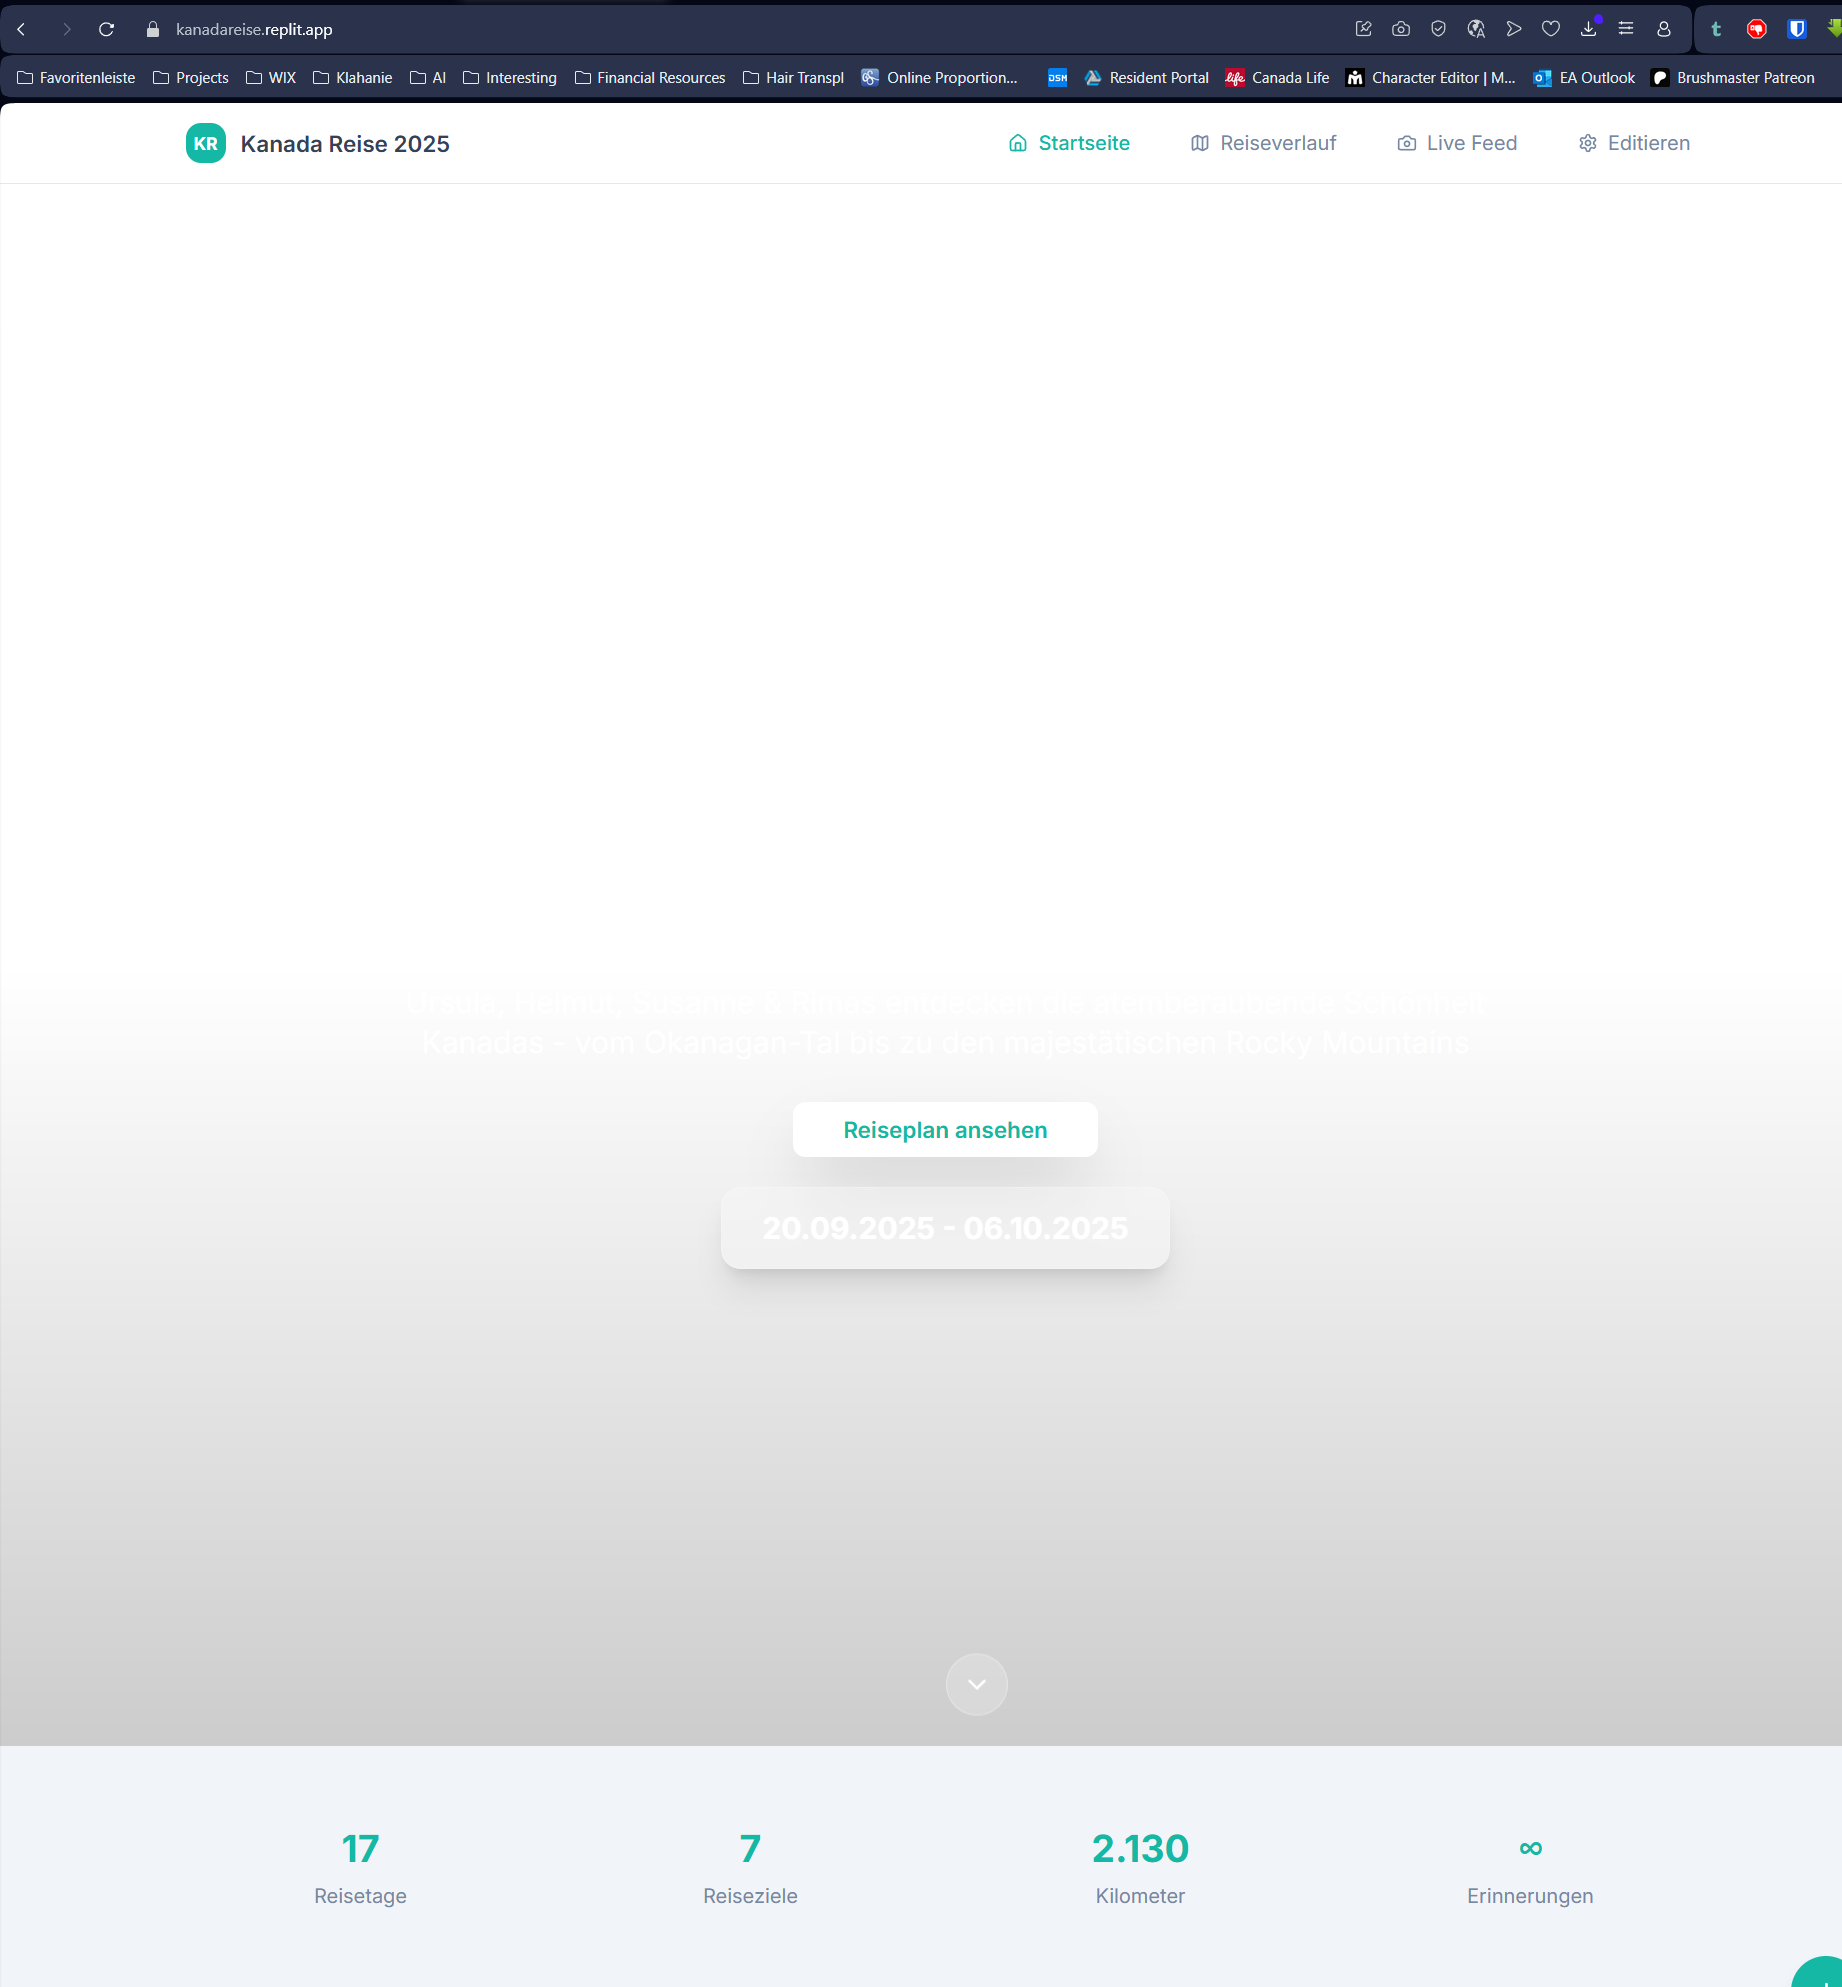 kanadareise.replit.app
Favoritenleiste Projects WIX Klahanie AI Interesting Financial Resources Hair Transpl Online Proportion... DSM Resident Portal life Canada Life Character Editor | M... EA Outlook Brushmaster Patreon
KR Kanada Reise 2025 Startseite Reiseverlauf Live Feed Editieren
Ursula, Helmut, Susanne & Rimas entdecken die atemberaubende Schönheit
Kanadas - vom Okanagan-Tal bis zu den majestätischen Rocky Mountains
Reiseplan ansehen
20.09.2025 - 06.10.2025
17 7 2.130 ∞
Reisetage Reiseziele Kilometer Erinnerungen